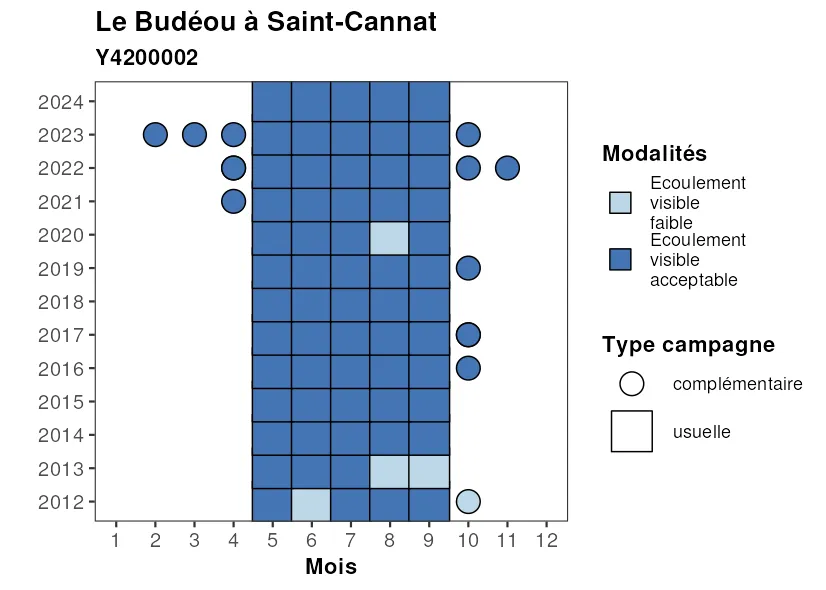 Le Budéou à Saint-Cannat
Y4200002
2024
2023
2022
2021
2020
2019
2018
2017
2016
2015
2014
2013
2012
1 2 3 4 5 6 7 8 9 10 11 12
Mois
Modalités
Ecoulement
visible
faible
Ecoulement
visible
acceptable
Type campagne
complémentaire
usuelle